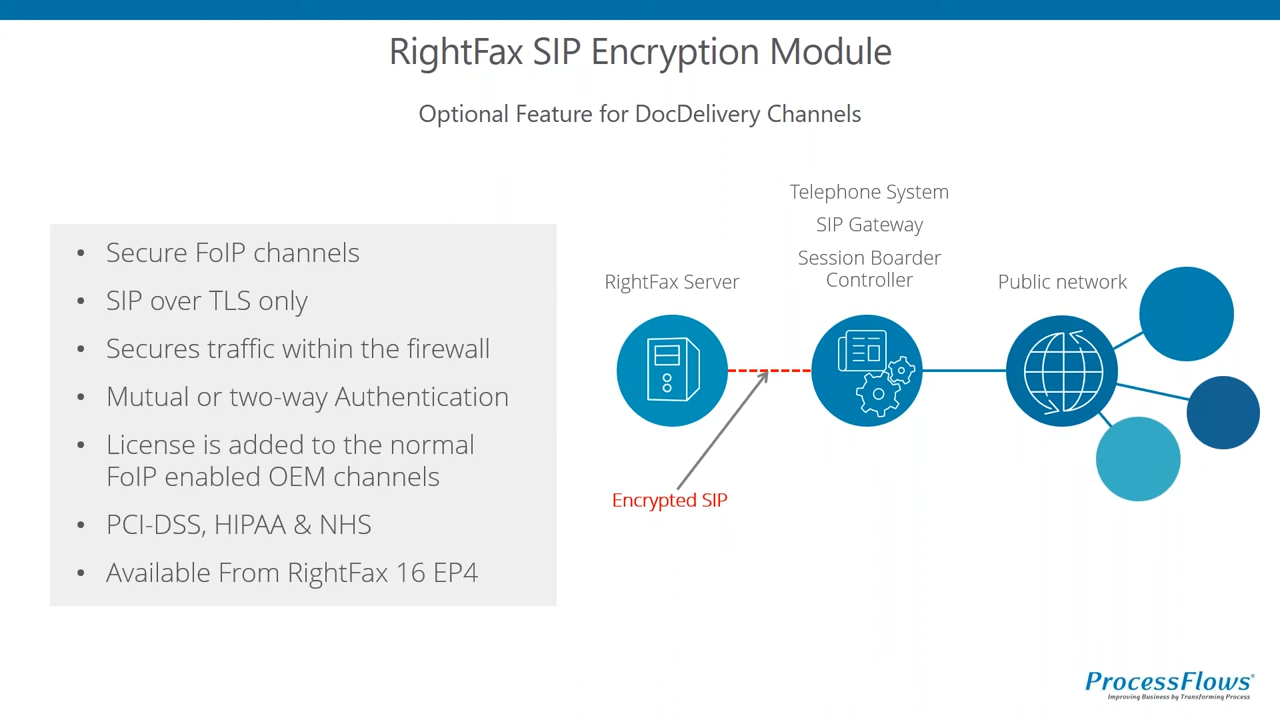 RightFax SIP Encryption Module
Optional Feature for DocDelivery Channels
• Secure FoIP channels
• SIP over TLS only
• Secures traffic within the firewall
• Mutual or two-way Authentication
• License is added to the normal
FoIP enabled OEM channels
• PCI-DSS, HIPAA & NHS
• Available From RightFax 16 EP4
RightFax Server
Telephone System
SIP Gateway
Session Boarder
Controller
Public network
Encrypted SIP
ProcessFlows®
Improving Business by Transforming Process